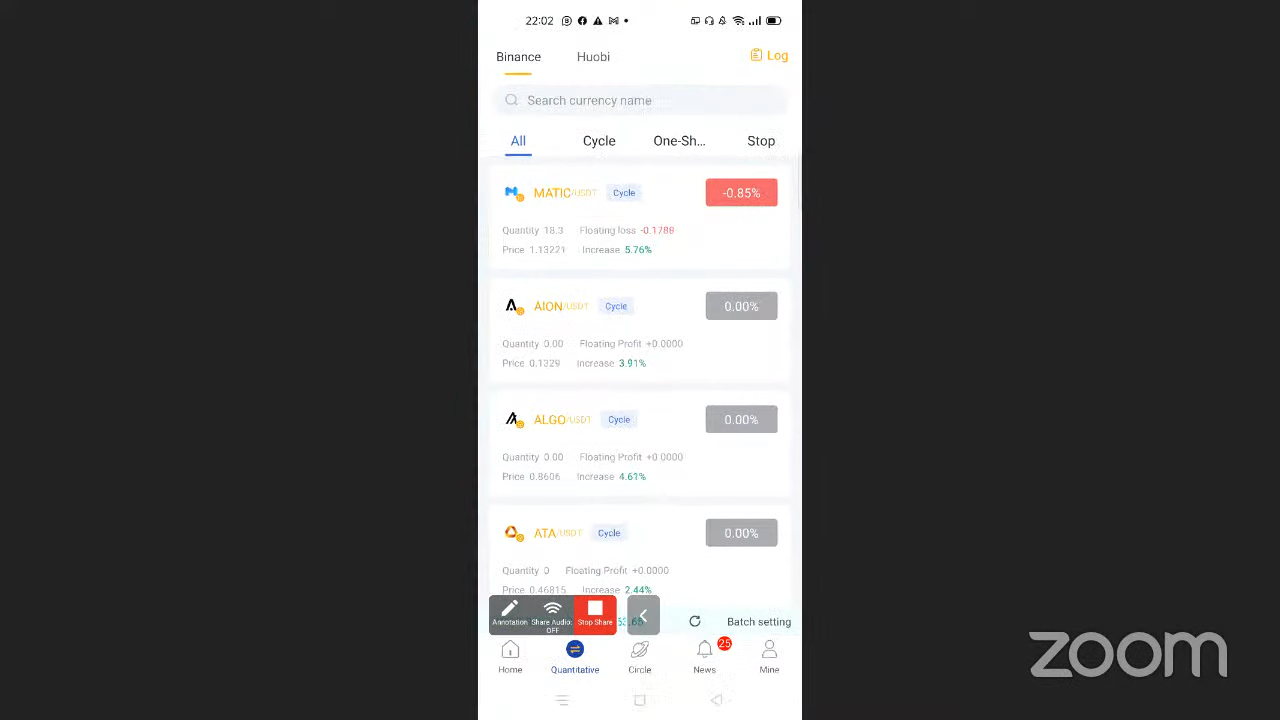 22:02
Binance Huobi Log
Search currency name
All Cycle One-Sh... Stop
MATIC/USDT Cycle -0.85%
Quantity 18.3 Floating loss -0.1788
Price 1.13221 Increase 5.76%
AION/USDT Cycle 0.00%
Quantity 0.00 Floating Profit +0.0000
Price 0.1329 Increase 3.91%
ALGO/USDT Cycle 0.00%
Quantity 0.00 Floating Profit +0.0000
Price 0.8606 Increase 4.61%
ATA/USDT Cycle 0.00%
Quantity 0 Floating Profit +0.0000
Price 0.46815 Increase 2.44%
Annotation Share Audio: OFF Stop Share Batch setting
25
Home Quantitative Circle News Mine
zoom